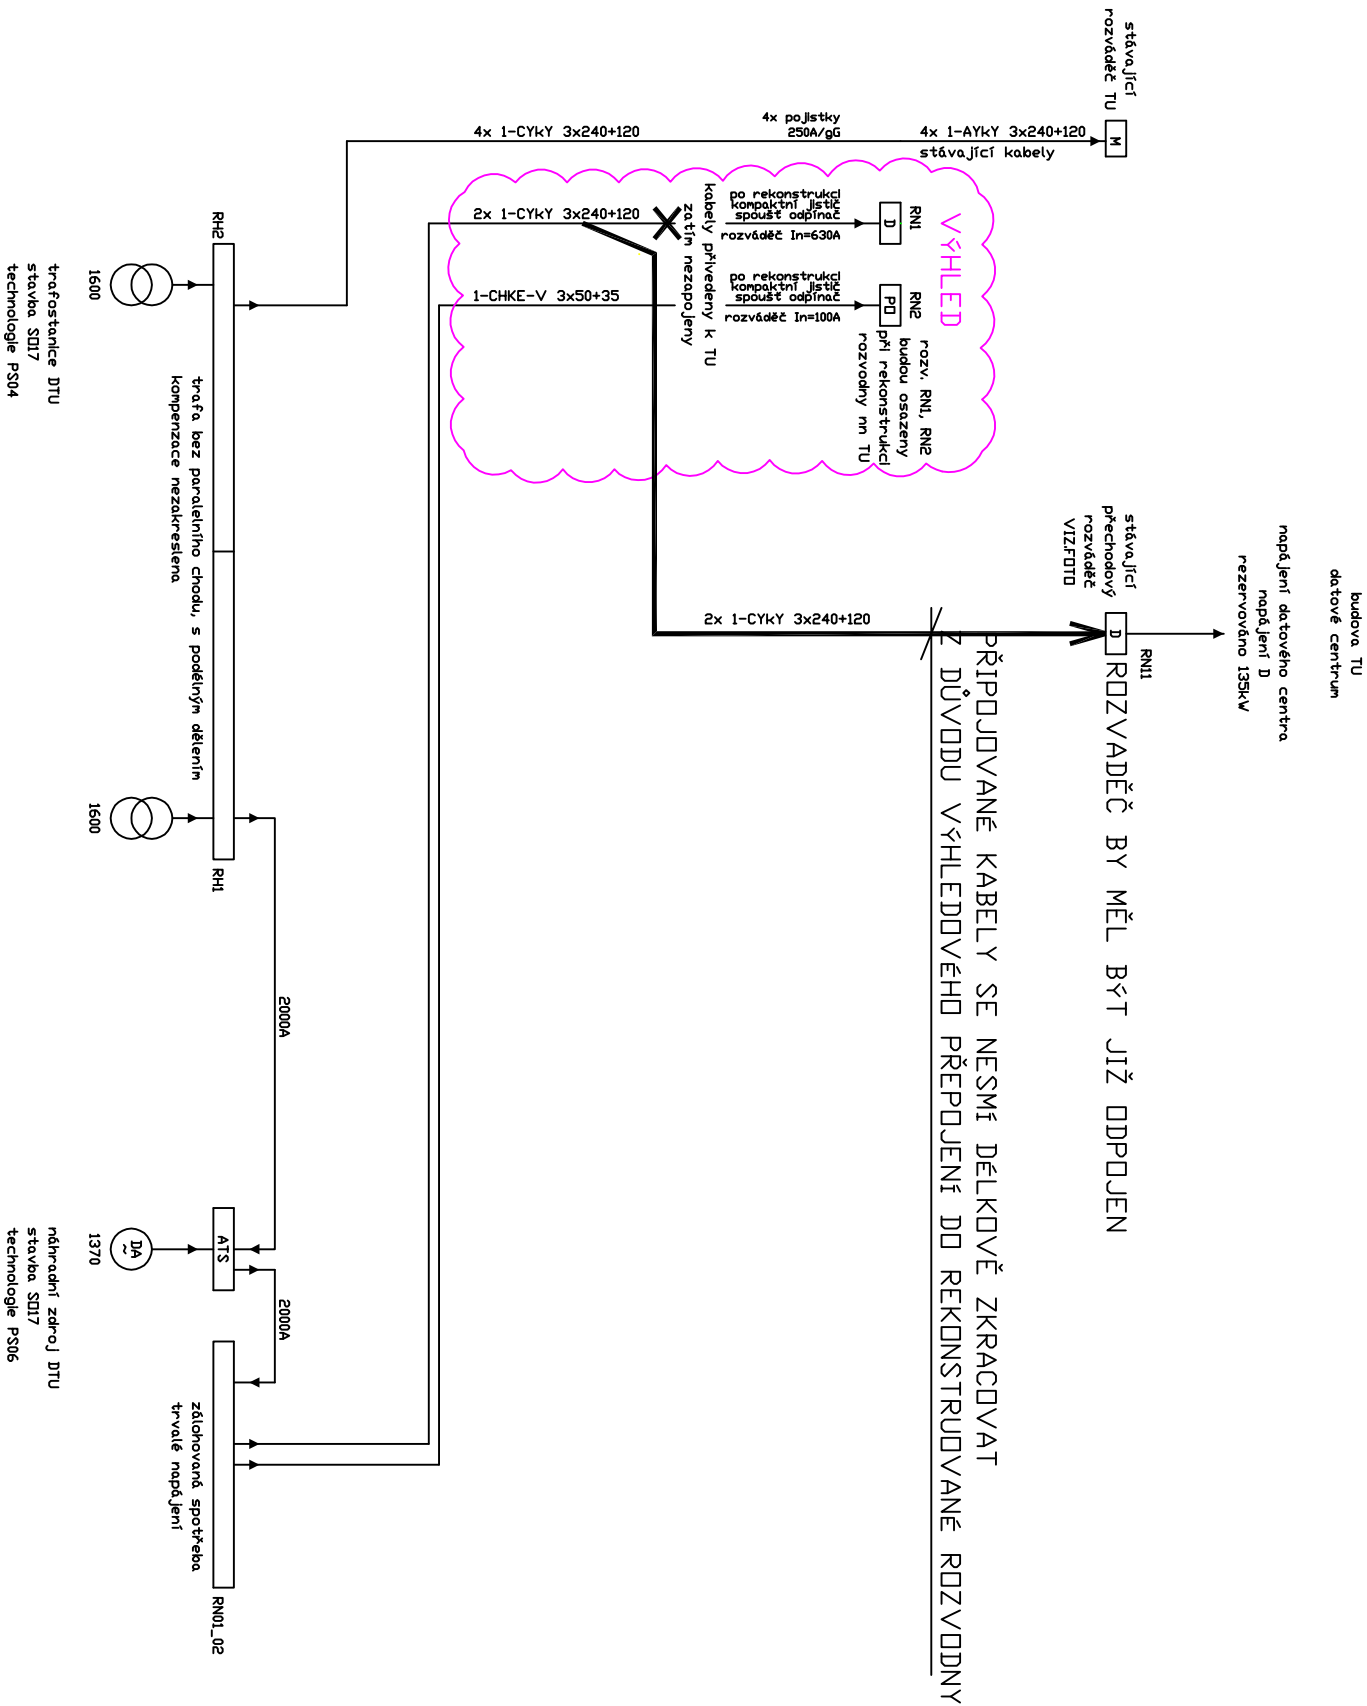 stávající
rozváděč TU
M
4x 1-CYkY 3x240+120
4x pojistky
250A/gG
4x 1-AYkY 3x240+120
stávající kabely
VÝHLED
2x 1-CYkY 3x240+120
po rekonstrukci
kompaktní jistič
spoušť odpínač
rozváděč In=630A
D
RN1
kabely přivedeny k TU
zatím nezapojeny
1-CHKE-V 3x50+35
po rekonstrukci
kompaktní jistič
spoušť odpínač
rozváděč In=100A
PO
RN2
rozv. RN1, RN2
budou osazeny
při rekonstrukci
rozvodny nn TU
budova TU
datové centrum
napájení datového centra
napájení D
rezervováno 135kW
stávající
přechodový
rozváděč
VIZ.FOTO
D
RN11
2x 1-CYkY 3x240+120
ROZVADĚČ BY MĚL BÝT JIŽ ODPOJEN
PŘIPOJOVANÉ KABELY SE NESMÍ DÉLKOVĚ ZKRACOVAT
Z DŮVODU VÝHLEDOVÉHO PŘEPOJENÍ DO REKONSTRUOVANÉ ROZVODNY
RH2
1600
trafostanice DTU
stavba SO17
technologie PS04
trafa bez paralelního chodu, s podélným dělením
kompenzace nezakreslena
1600
RH1
2000A
ATS
DA
~
1370
2000A
náhradní zdroj DTU
stavba SO17
technologie PS06
zálohovaná spotřeba
trvalé napájení
RN01_02